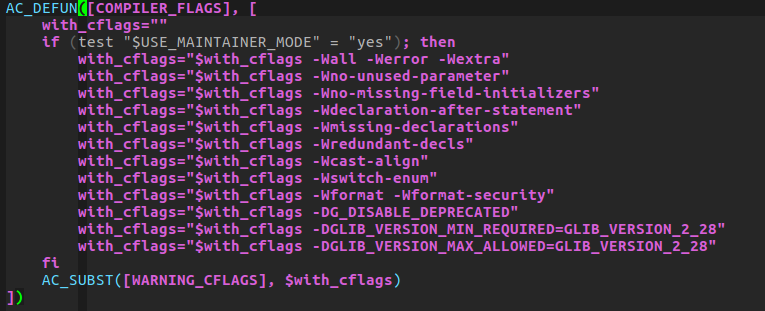 AC_DEFUN([COMPILER_FLAGS], [
    with_cflags=""
    if (test "$USE_MAINTAINER_MODE" = "yes"); then
        with_cflags="$with_cflags -Wall -Werror -Wextra"
        with_cflags="$with_cflags -Wno-unused-parameter"
        with_cflags="$with_cflags -Wno-missing-field-initializers"
        with_cflags="$with_cflags -Wdeclaration-after-statement"
        with_cflags="$with_cflags -Wmissing-declarations"
        with_cflags="$with_cflags -Wredundant-decls"
        with_cflags="$with_cflags -Wcast-align"
        with_cflags="$with_cflags -Wswitch-enum"
        with_cflags="$with_cflags -Wformat -Wformat-security"
        with_cflags="$with_cflags -DG_DISABLE_DEPRECATED"
        with_cflags="$with_cflags -DGLIB_VERSION_MIN_REQUIRED=GLIB_VERSION_2_28"
        with_cflags="$with_cflags -DGLIB_VERSION_MAX_ALLOWED=GLIB_VERSION_2_28"
    fi
    AC_SUBST([WARNING_CFLAGS], $with_cflags)
])